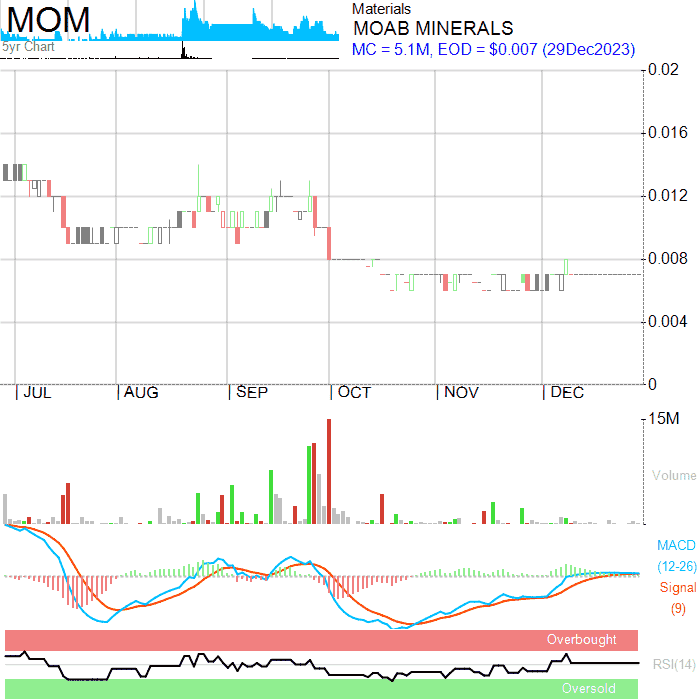 MOM
5yr Chart
Materials
MOAB MINERALS
MC = 5.1M, EOD = $0.007 (29Dec2023)
0.02
0.016
0.012
0.008
0.004
0
| JUL | AUG | SEP | OCT | NOV | DEC
15M
Volume
MACD
(12-26)
Signal
(9)
Overbought
RSI(14)
Oversold